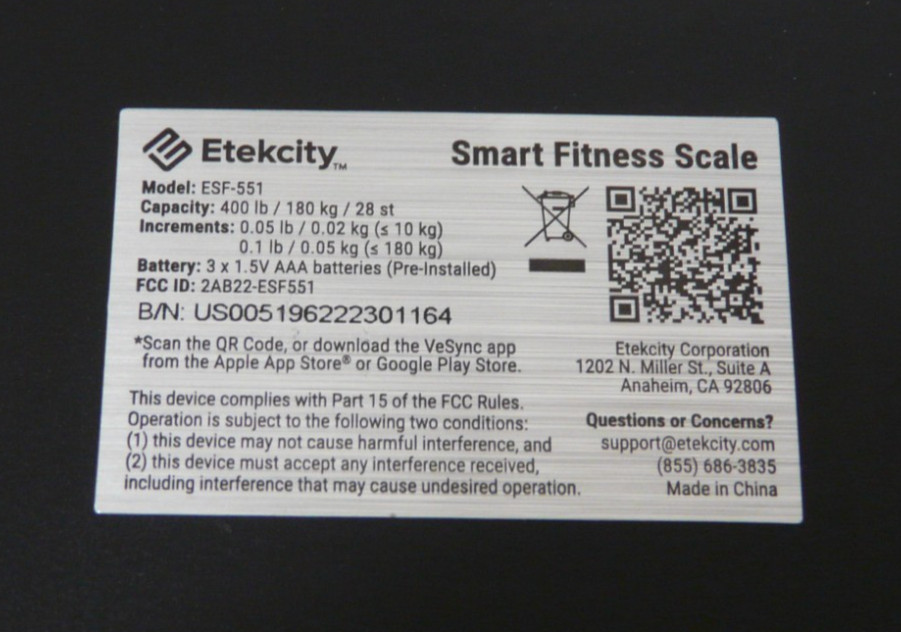 Etekcity™
Smart Fitness Scale
Model: ESF-551
Capacity: 400 lb / 180 kg / 28 st
Increments: 0.05 lb / 0.02 kg (≤ 10 kg)
0.1 lb / 0.05 kg (≤ 180 kg)
Battery: 3 x 1.5V AAA batteries (Pre-Installed)
FCC ID: 2AB22-ESF551
B/N: US005196222301164
*Scan the QR Code, or download the VeSync app
from the Apple App Store® or Google Play Store.
This device complies with Part 15 of the FCC Rules.
Operation is subject to the following two conditions:
(1) this device may not cause harmful interference, and
(2) this device must accept any interference received,
including interference that may cause undesired operation.
Etekcity Corporation
1202 N. Miller St., Suite A
Anaheim, CA 92806
Questions or Concerns?
support@etekcity.com
(855) 686-3835
Made in China